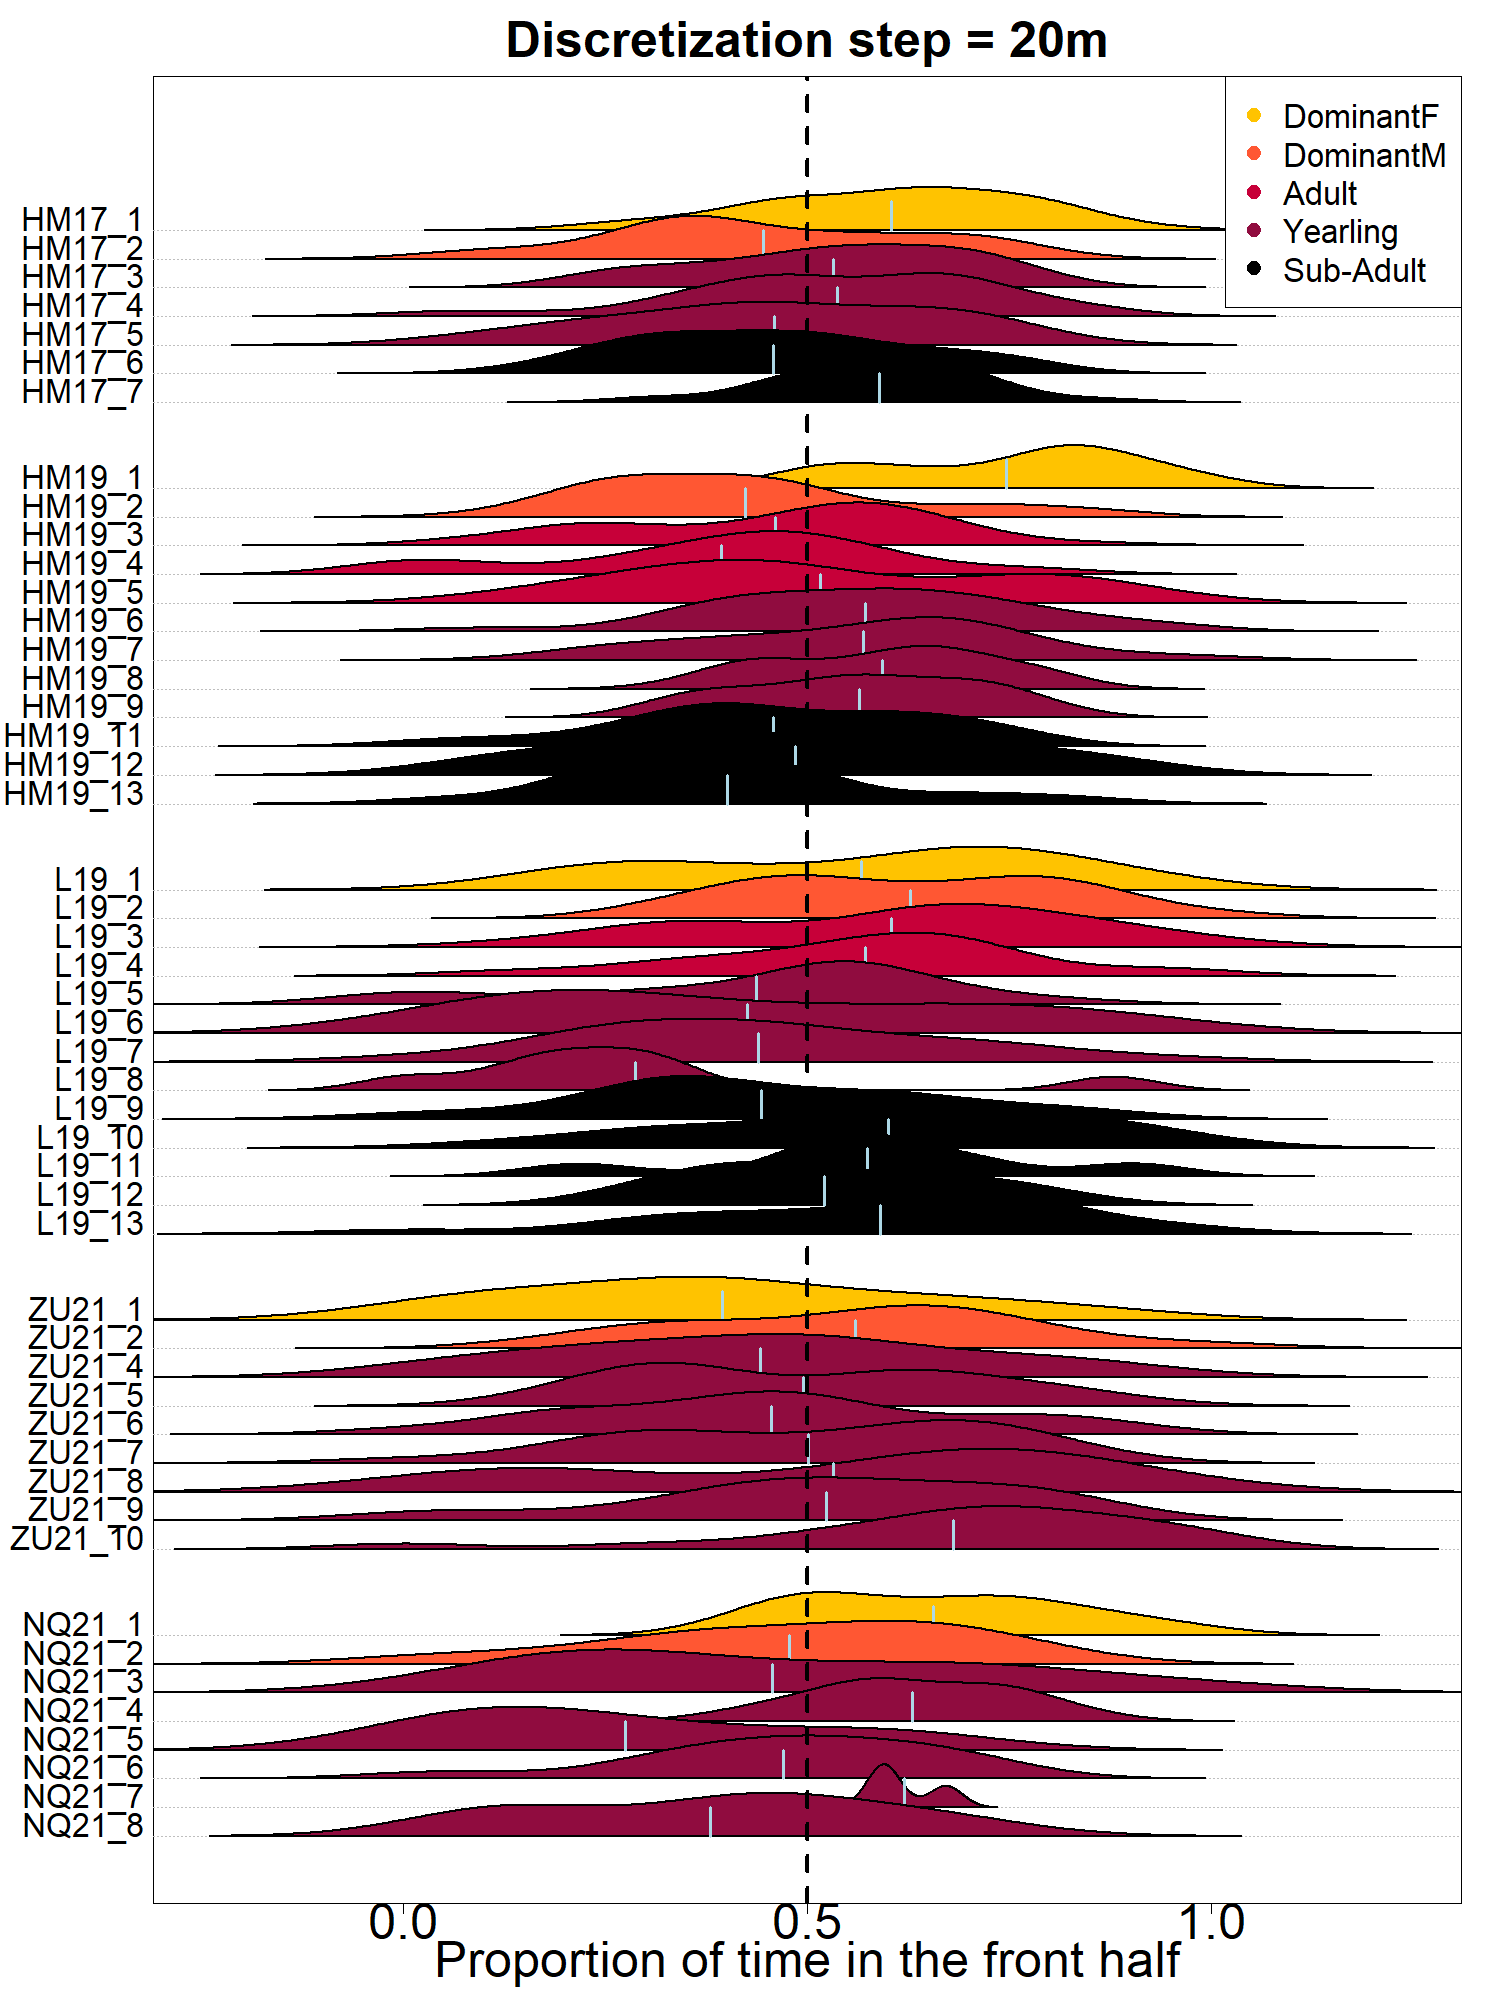 Discretization step = 20m
DominantF
DominantM
Adult
Yearling
Sub-Adult
HM17_1
HM17_2
HM17_3
HM17_4
HM17_5
HM17_6
HM17_7
HM19_1
HM19_2
HM19_3
HM19_4
HM19_5
HM19_6
HM19_7
HM19_8
HM19_9
HM19_11
HM19_12
HM19_13
L19_1
L19_2
L19_3
L19_4
L19_5
L19_6
L19_7
L19_8
L19_9
L19_10
L19_11
L19_12
L19_13
ZU21_1
ZU21_2
ZU21_4
ZU21_5
ZU21_6
ZU21_7
ZU21_8
ZU21_9
ZU21_10
NQ21_1
NQ21_2
NQ21_3
NQ21_4
NQ21_5
NQ21_6
NQ21_7
NQ21_8
0.0 0.5 1.0
Proportion of time in the front half